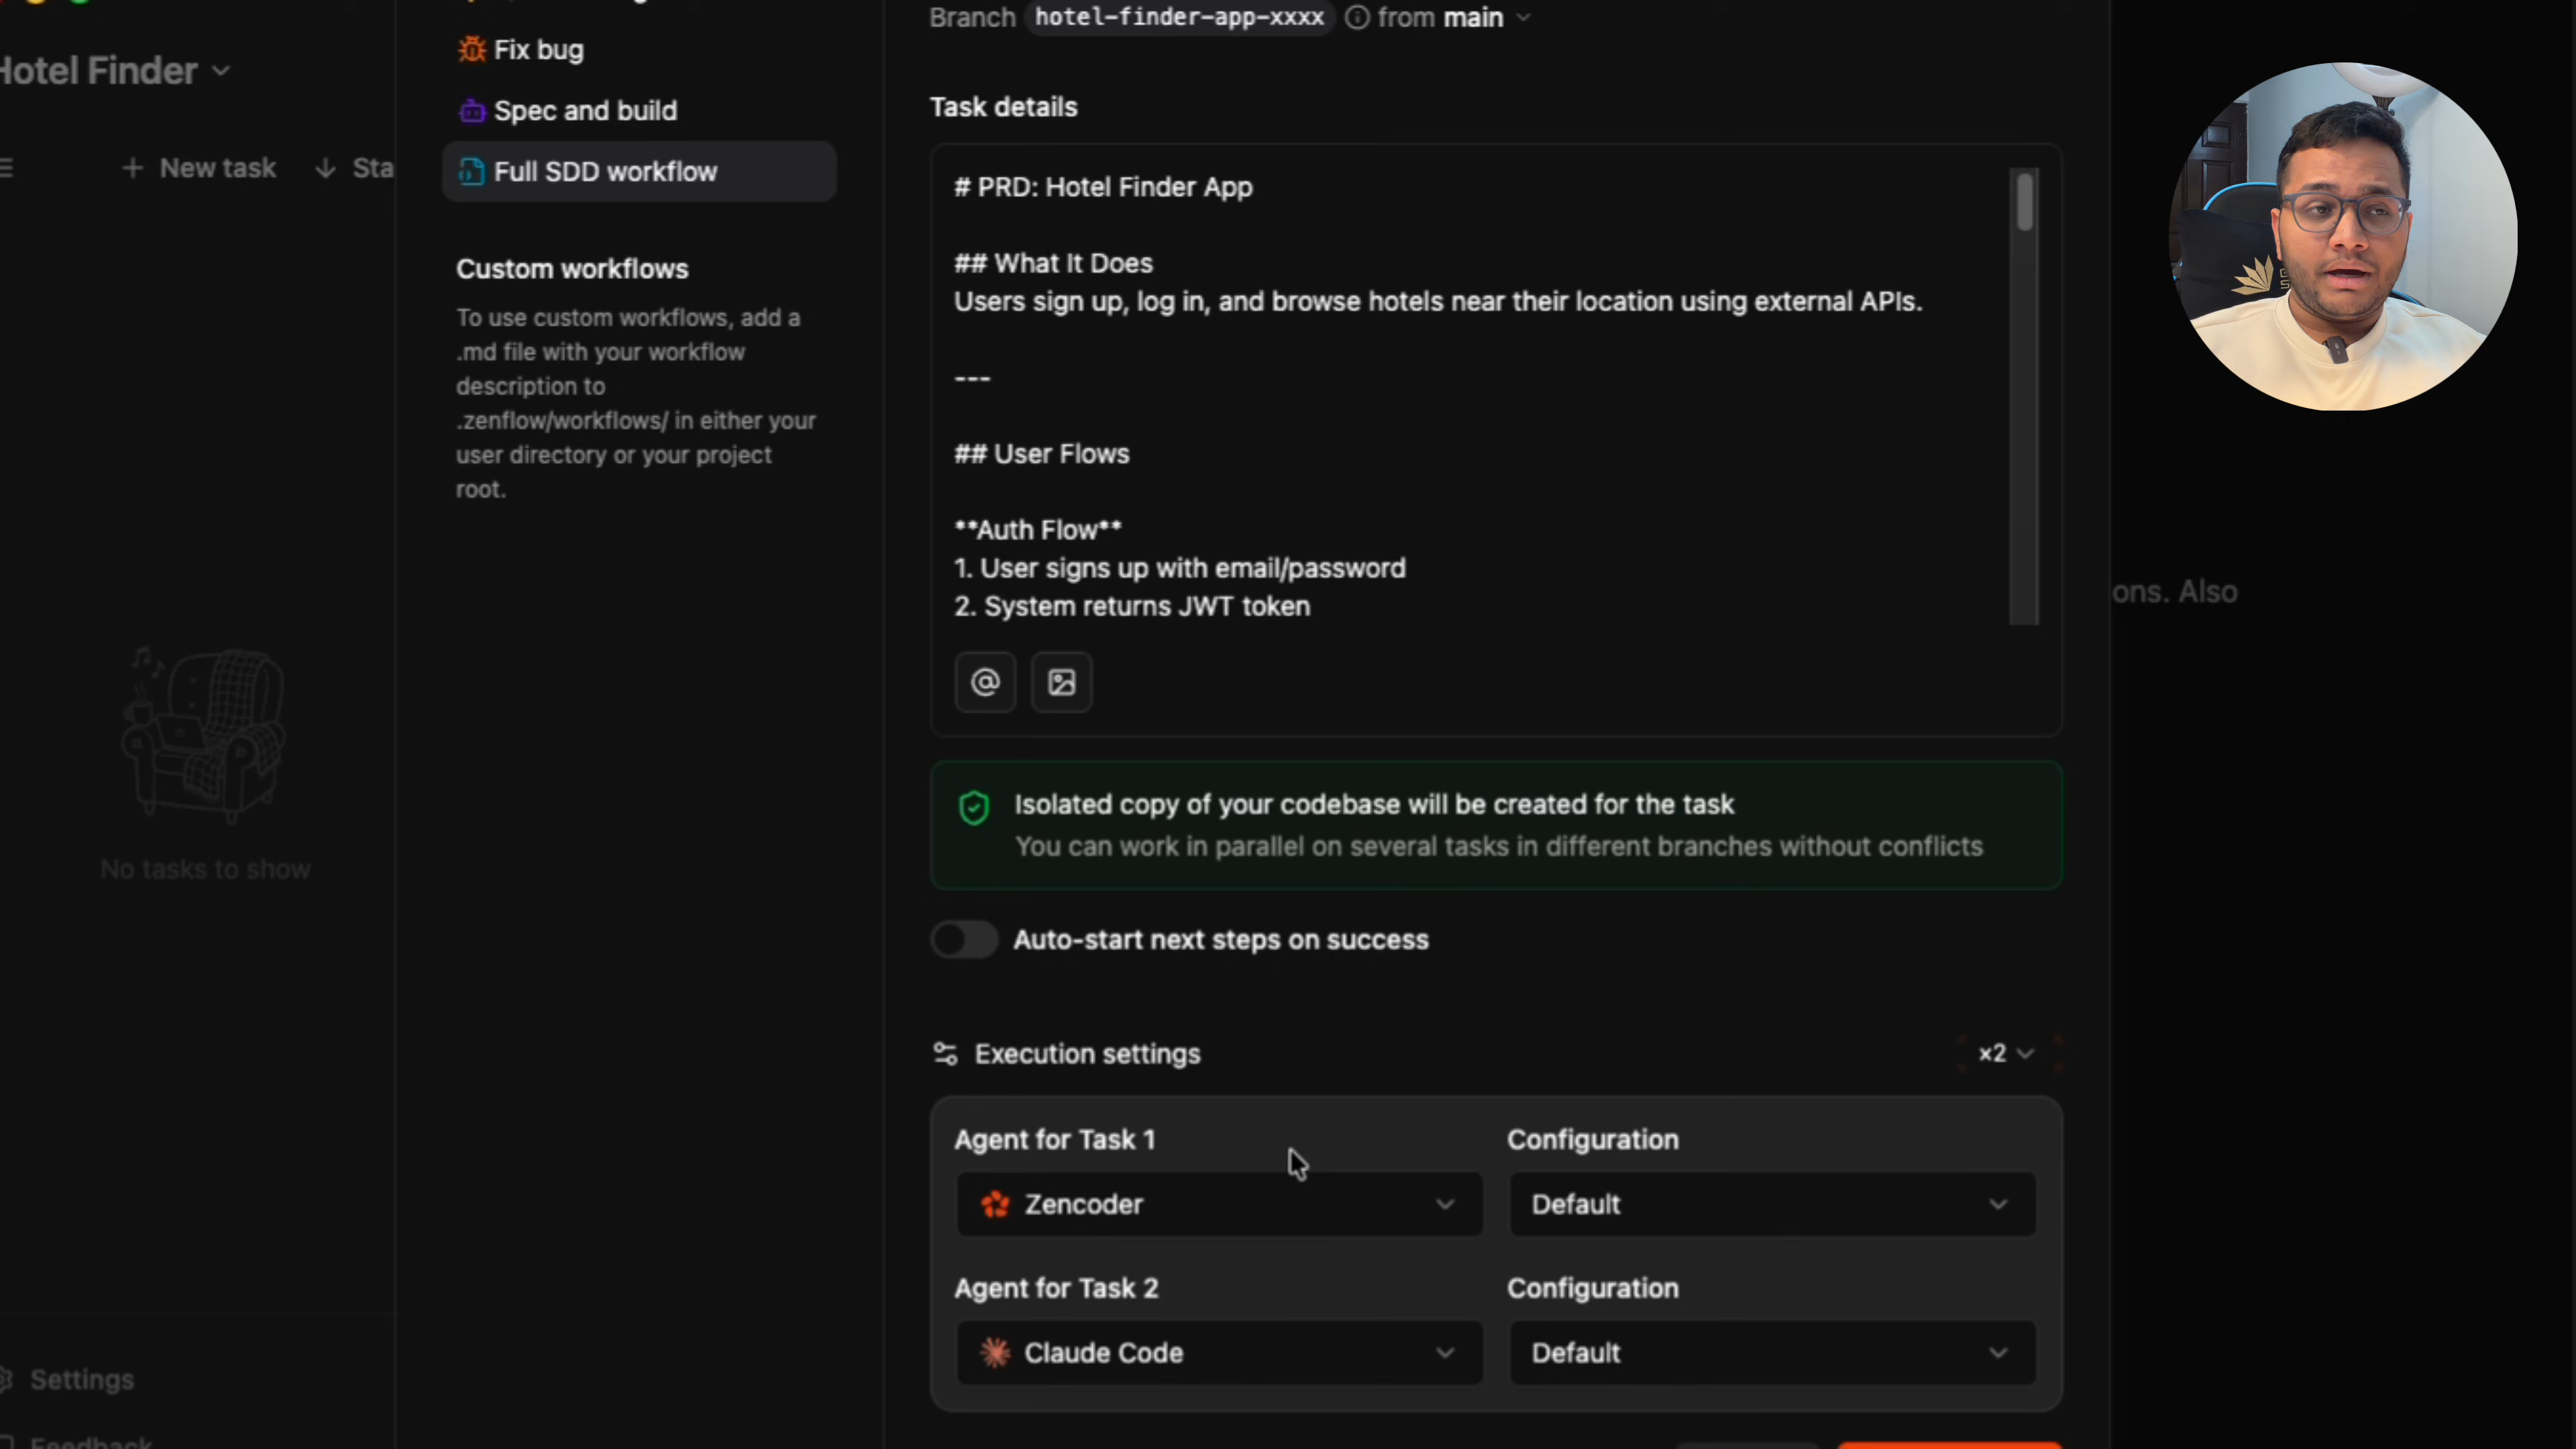 Hotel Finder
New task
Sta
No tasks to show
Settings
Feedback
Fix bug
Spec and build
Full SDD workflow
Custom workflows
To use custom workflows, add a
.md file with your workflow
description to
.zenflow/workflows/ in either your
user directory or your project
root.
Branch hotel-finder-app-xxxx from main
Task details
# PRD: Hotel Finder App
## What It Does
Users sign up, log in, and browse hotels near their location using external APIs.
---
## User Flows
**Auth Flow**
1. User signs up with email/password
2. System returns JWT token
Isolated copy of your codebase will be created for the task
You can work in parallel on several tasks in different branches without conflicts
Auto-start next steps on success
Execution settings
×2
Agent for Task 1
Configuration
Zencoder
Default
Agent for Task 2
Configuration
Claude Code
Default
ons. Also